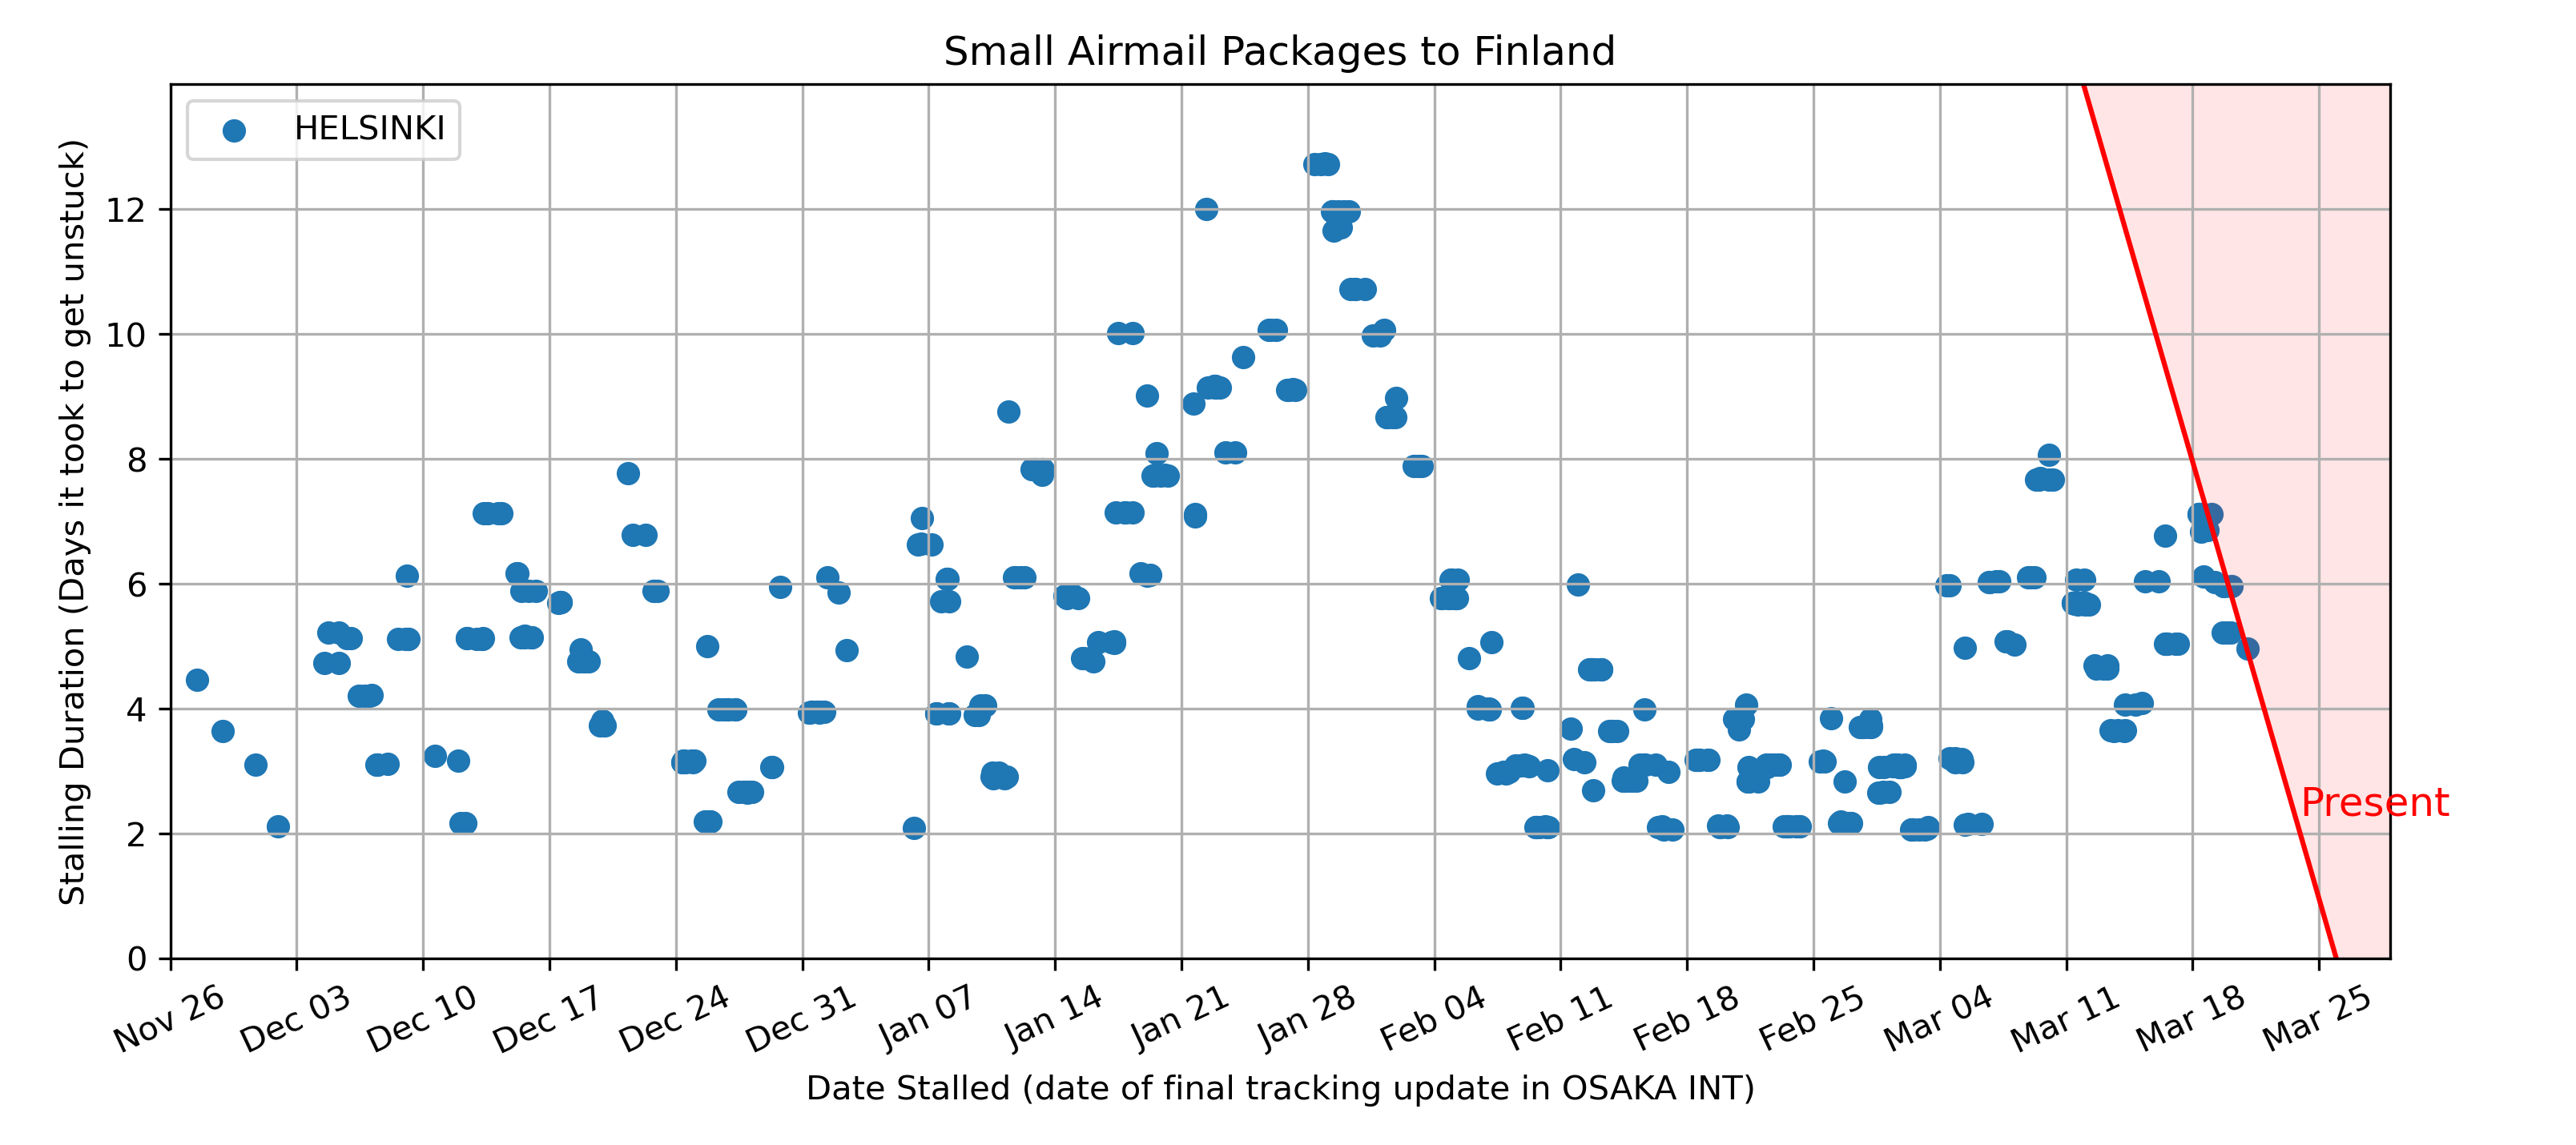 Small Airmail Packages to Finland
HELSINKI
Stalling Duration (Days it took to get unstuck)
12
10
8
6
4
2
0
Present
Nov 26 Dec 03 Dec 10 Dec 17 Dec 24 Dec 31 Jan 07 Jan 14 Jan 21 Jan 28 Feb 04 Feb 11 Feb 18 Feb 25 Mar 04 Mar 11 Mar 18 Mar 25
Date Stalled (date of final tracking update in OSAKA INT)